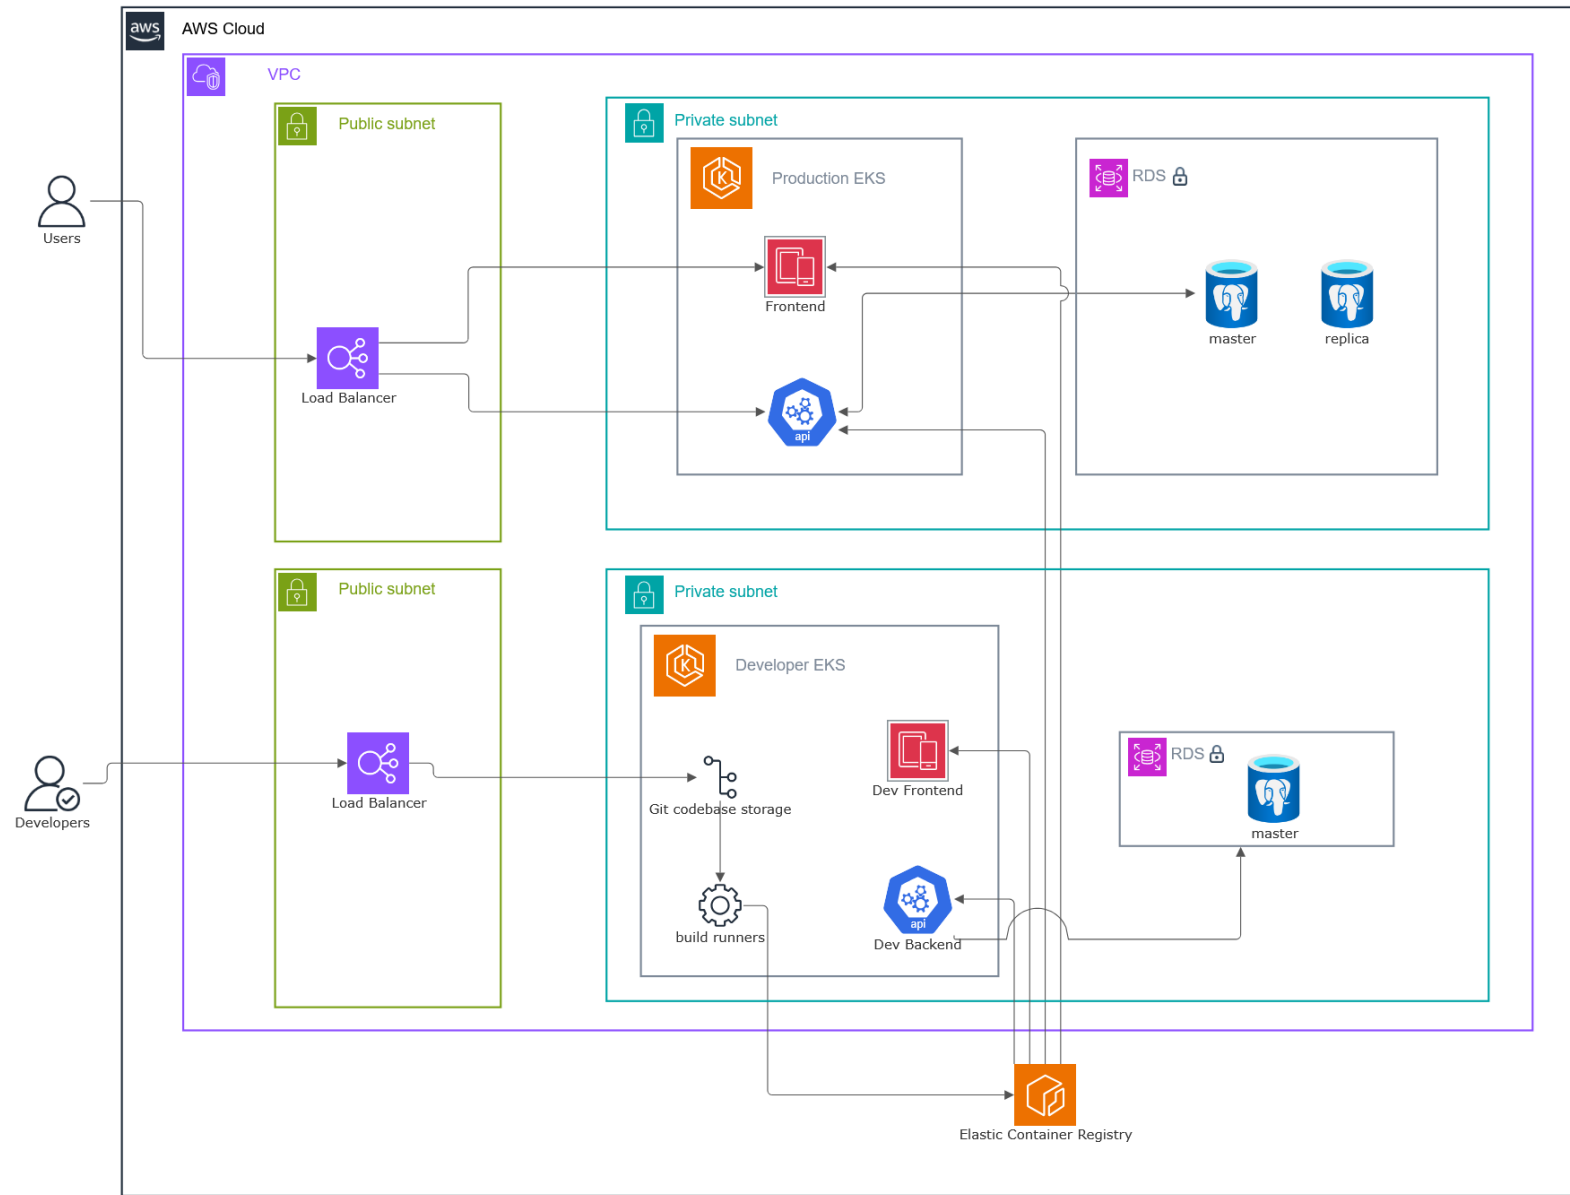 aws
AWS Cloud
VPC
Public subnet
Private subnet
Production EKS
RDS
Users
Frontend
master
replica
Load Balancer
api
Public subnet
Private subnet
Developer EKS
RDS
Git codebase storage
Dev Frontend
Load Balancer
Developers
master
build runners
api
Dev Backend
Elastic Container Registry